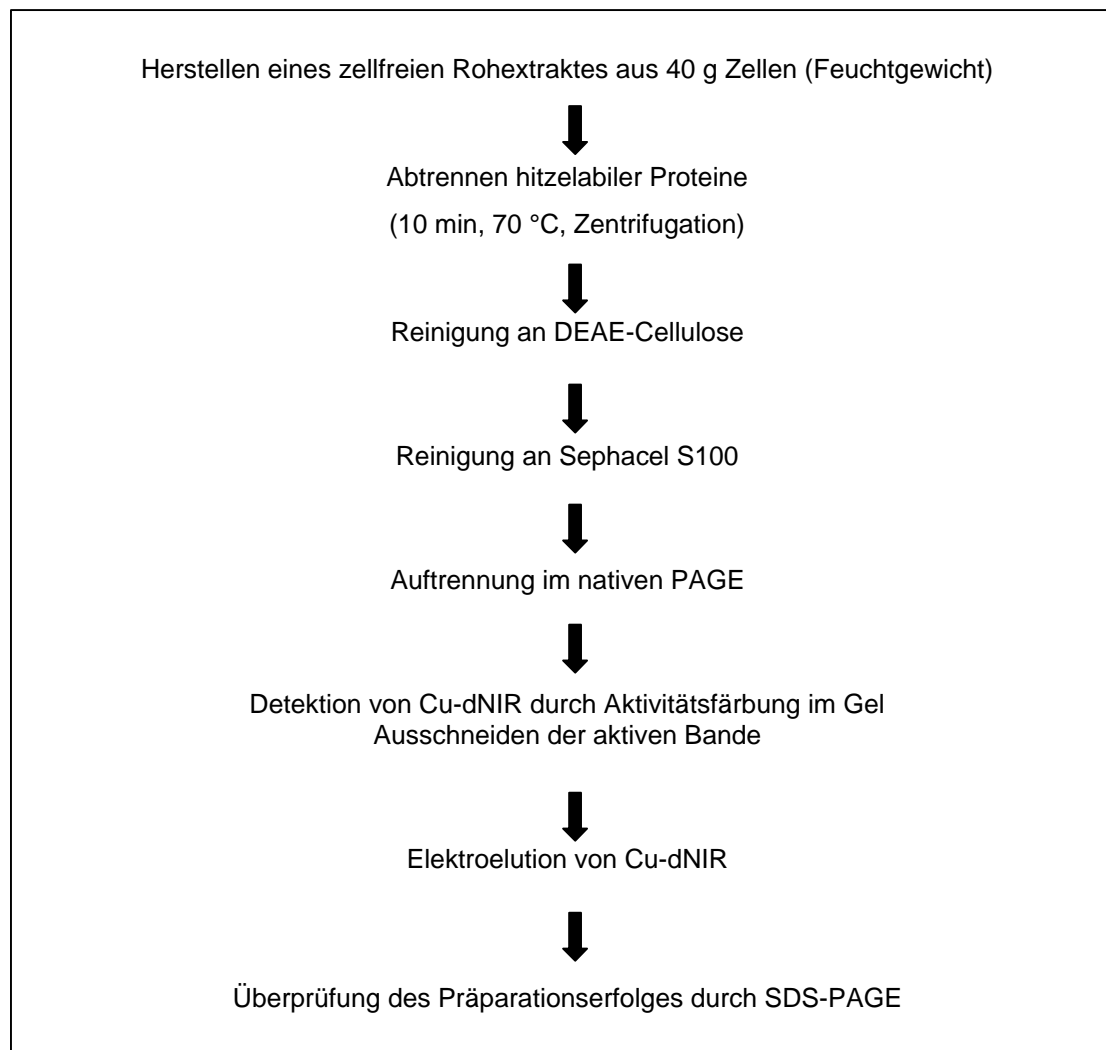 Herstellen eines zellfreien Rohextraktes aus 40 g Zellen (Feuchtgewicht)
Abtrennen hitzelabiler Proteine
(10 min, 70 °C, Zentrifugation)
Reinigung an DEAE-Cellulose
Reinigung an Sephacel S100
Auftrennung im nativen PAGE
Detektion von Cu-dNIR durch Aktivitätsfärbung im Gel
Ausschneiden der aktiven Bande
Elektroelution von Cu-dNIR
Überprüfung des Präparationserfolges durch SDS-PAGE